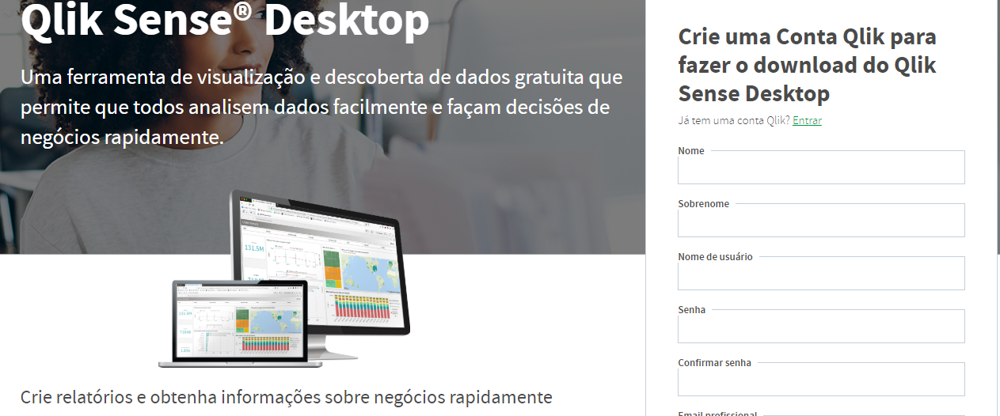 Qlik Sense® Desktop
Uma ferramenta de visualização e descoberta de dados gratuita que
permite que todos analisem dados facilmente e façam decisões de
negócios rapidamente.
131.5M
Crie relatórios e obtenha informações sobre negócios rapidamente
Crie uma Conta Qlik para
fazer o download do Qlik
Sense Desktop
Já tem uma conta Qlik? Entrar
Nome
Sobrenome
Nome de usuário
Senha
Confirmar senha
Email profissional